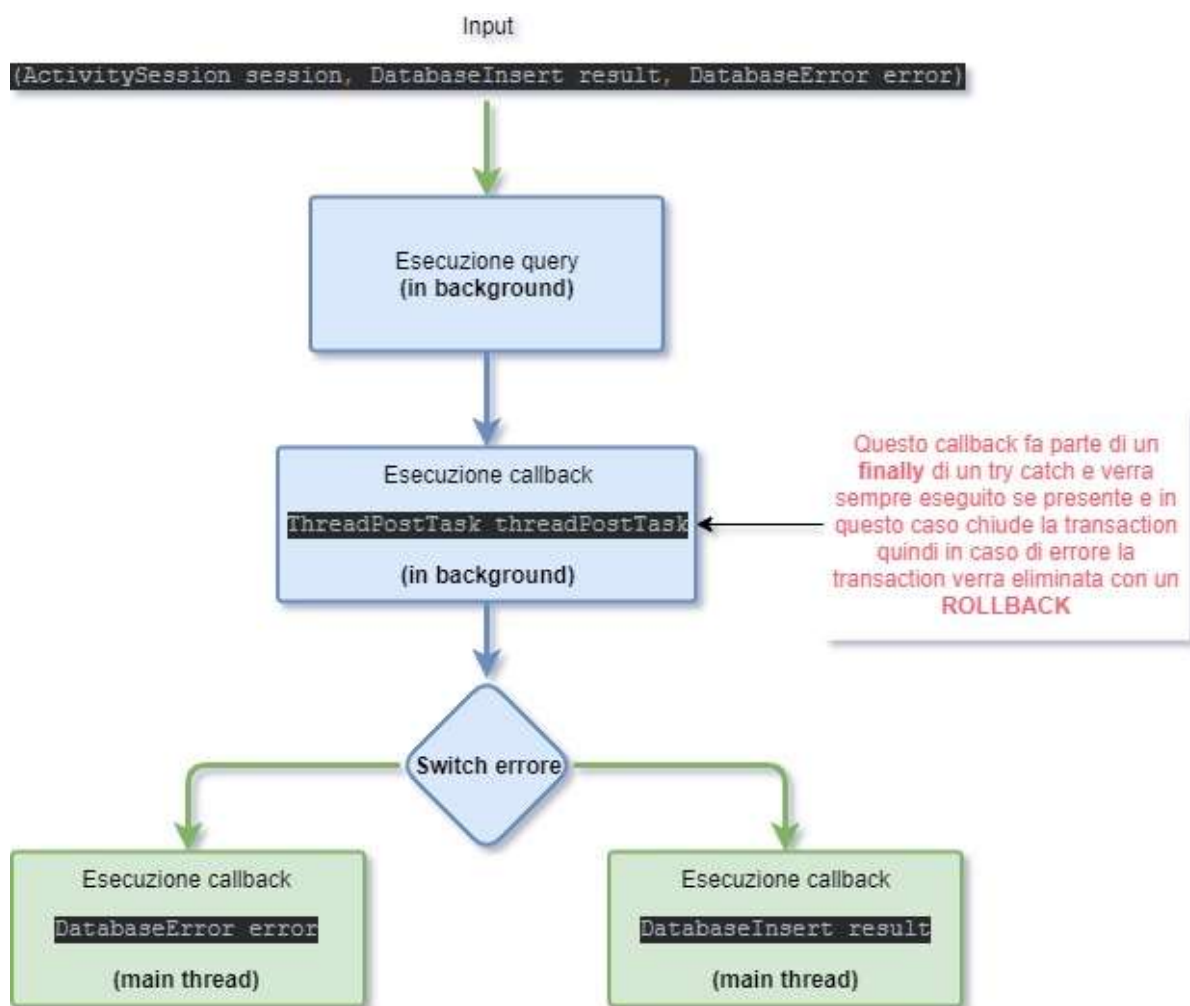 Input
(ActivitySession session, DatabaseInsert result, DatabaseError error)
Esecuzione query
(in background)
Esecuzione callback
ThreadPostTask threadPostTask
(in background)
Questo callback fa parte di un
finally di un try catch e verra
sempre eseguito se presente e in
questo caso chiude la transaction
quindi in caso di errore la
transaction verra eliminata con un
ROLLBACK
Switch errore
Esecuzione callback
DatabaseError error
(main thread)
Esecuzione callback
DatabaseInsert result
(main thread)